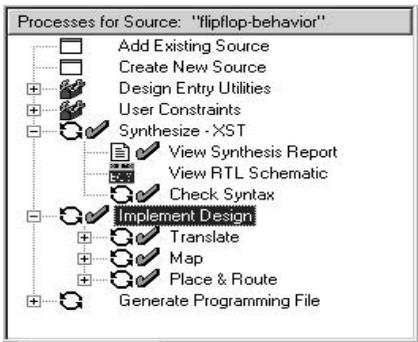 Processes for Source: "flipflop-behavior"
Add Existing Source
Create New Source
Design Entry Utilities
User Constraints
Synthesize - XST
View Synthesis Report
View RTL Schematic
Check Syntax
Implement Design
Translate
Map
Place & Route
Generate Programming File